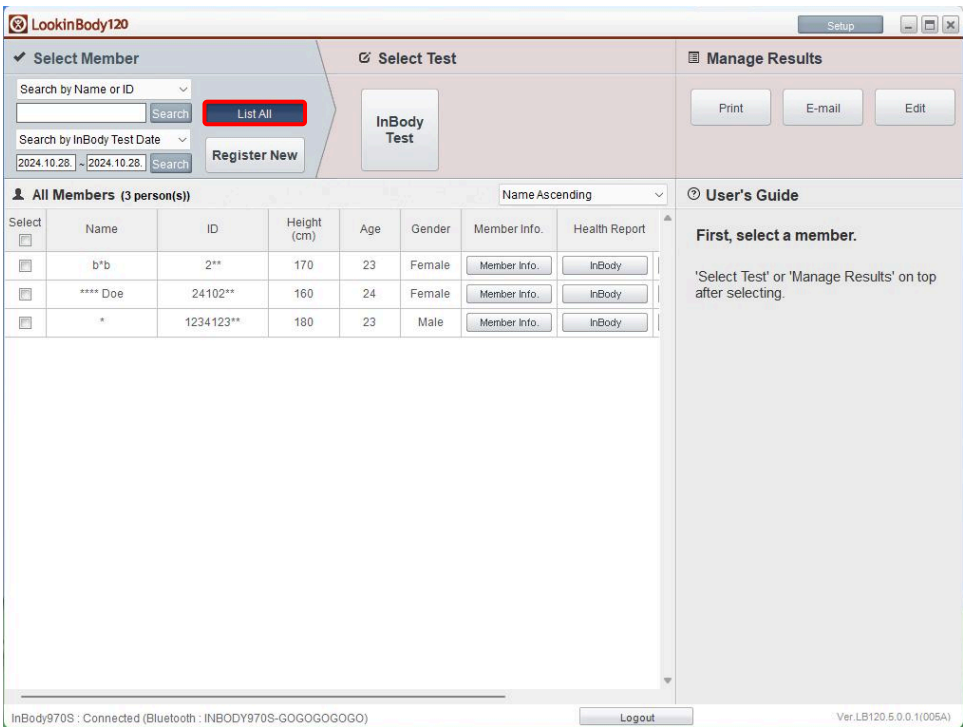 LookinBody120
Setup
Select Member
Select Test
Manage Results
Search by Name or ID
Search
List All
Search by InBody Test Date
2024.10.28. ~ 2024.10.28. Search
Register New
InBody
Test
Print E-mail Edit
All Members (3 person(s))
Name Ascending
User's Guide
Select Name ID Height (cm) Age Gender Member Info. Health Report
b*b 2** 170 23 Female Member Info. InBody
**** Doe 24102** 160 24 Female Member Info. InBody
* 1234123** 180 23 Male Member Info. InBody
First, select a member.
'Select Test' or 'Manage Results' on top
after selecting.
InBody970S : Connected (Bluetooth : INBODY970S-GOGOGOGOGO)
Logout
Ver.LB120.5.0.0.1(005A)